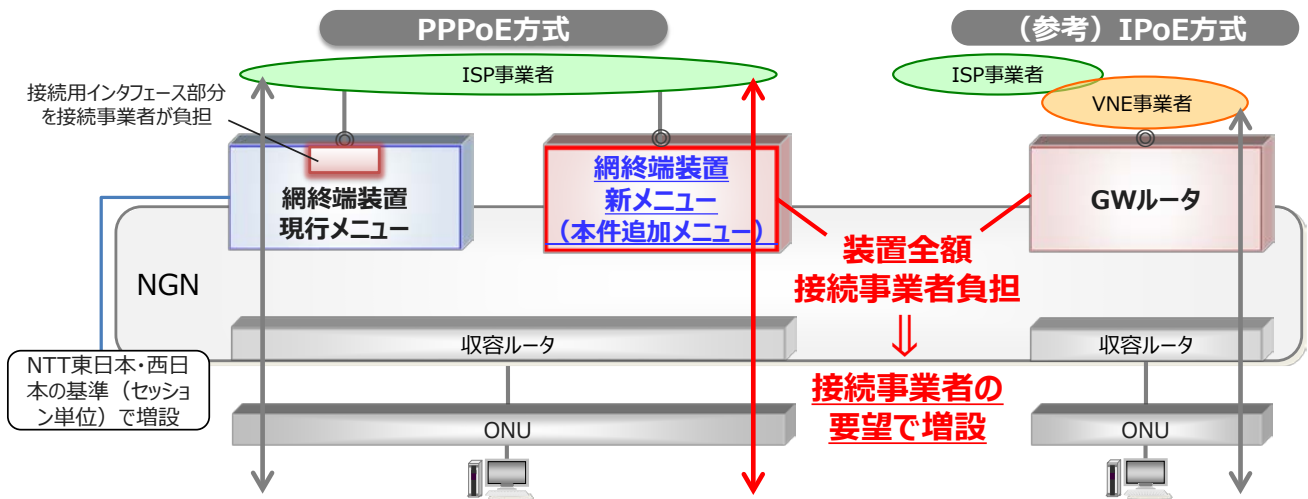 PPPoE方式
(参考)IPoE方式
ISP事業者
ISP事業者
VNE事業者
接続用インタフェース部分
を接続事業者が負担
網終端装置
現行メニュー
網終端装置
新メニュー
(本件追加メニュー)
GWルータ
装置全額
接続事業者負担
⇓
NGN
収容ルータ
収容ルータ
NTT東日本・西日
本の基準(セッショ
ン単位)で増設
接続事業者の
要望で増設
ONU
ONU